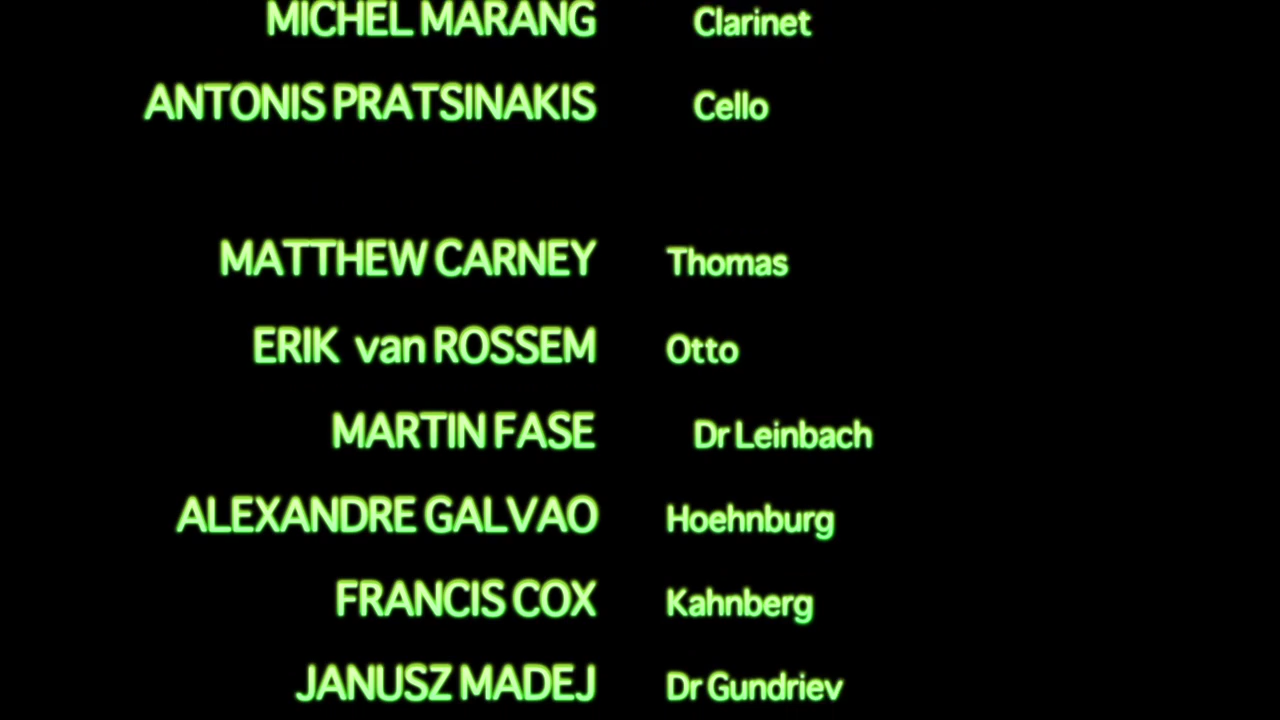 MICHEL MARANG Clarinet
ANTONIS PRATSINAKIS Cello
MATTHEW CARNEY Thomas
ERIK van ROSSEM Otto
MARTIN FASE Dr Leinbach
ALEXANDRE GALVAO Hoehnburg
FRANCIS COX Kahnberg
JANUSZ MADEJ Dr Gundriev